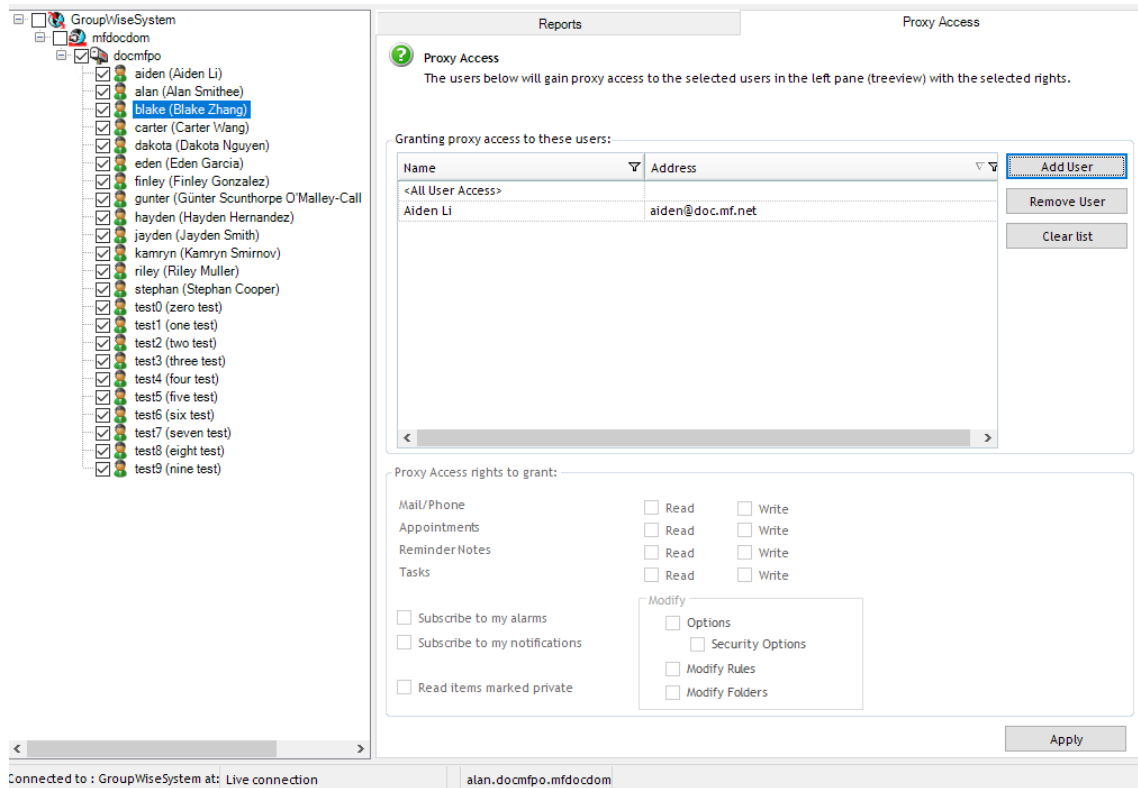 GroupWiseSystem
mfdocdom
docmfpo
aiden (Aiden Li)
alan (Alan Smithee)
blake (Blake Zhang)
carter (Carter Wang)
dakota (Dakota Nguyen)
eden (Eden Garcia)
finley (Finley Gonzalez)
gunter (Günter Scunthorpe O'Malley-Call
hayden (Hayden Hernandez)
jayden (Jayden Smith)
kamryn (Kamryn Smirnov)
riley (Riley Muller)
stephan (Stephan Cooper)
test0 (zero test)
test1 (one test)
test2 (two test)
test3 (three test)
test4 (four test)
test5 (five test)
test6 (six test)
test7 (seven test)
test8 (eight test)
test9 (nine test)
Reports Proxy Access
Proxy Access
The users below will gain proxy access to the selected users in the left pane (treeview) with the selected rights.
Granting proxy access to these users:
Name Address
<All User Access>
Aiden Li aiden@doc.mf.net
Add User
Remove User
Clear list
Proxy Access rights to grant:
Mail/Phone Read Write
Appointments Read Write
Reminder Notes Read Write
Tasks Read Write
Subscribe to my alarms
Subscribe to my notifications
Read items marked private
Modify
Options
Security Options
Modify Rules
Modify Folders
Apply
Connected to : GroupWiseSystem at: Live connection alan.docmfpo.mfdocdom